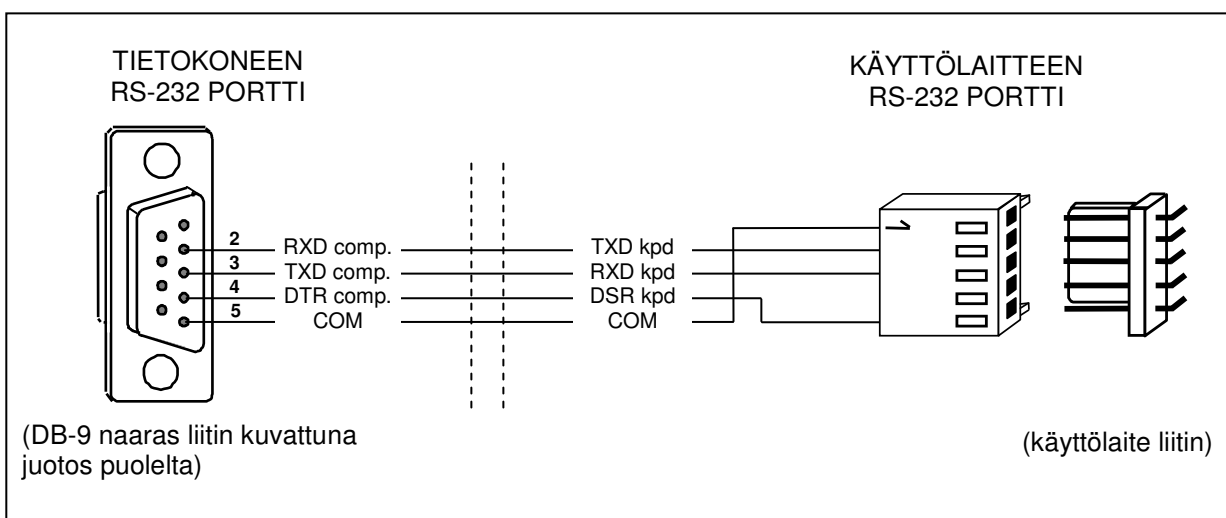 TIETOKONEEN
RS-232 PORTTI
KÄYTTÖLAITTEEN
RS-232 PORTTI
2 RXD comp. TXD kpd
3 TXD comp. RXD kpd
4 DTR comp. DSR kpd
5 COM COM
(DB-9 naaras liitin kuvattuna
juotos puolelta)
(käyttölaite liitin)